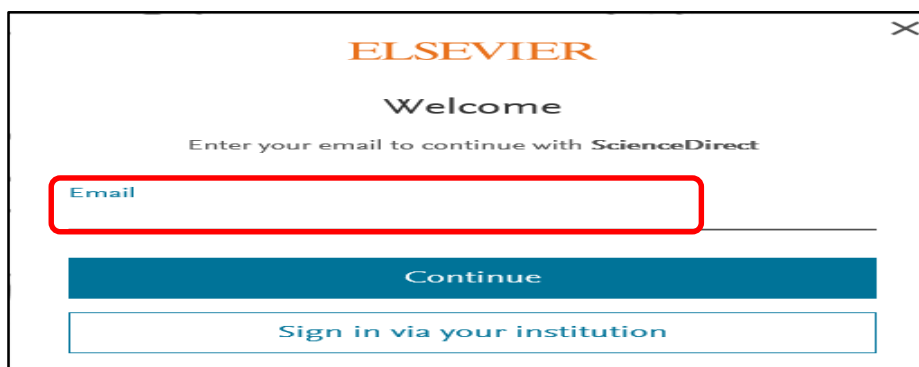 ELSEVIER
Welcome
Enter your email to continue with ScienceDirect
Email
Continue
Sign in via your institution